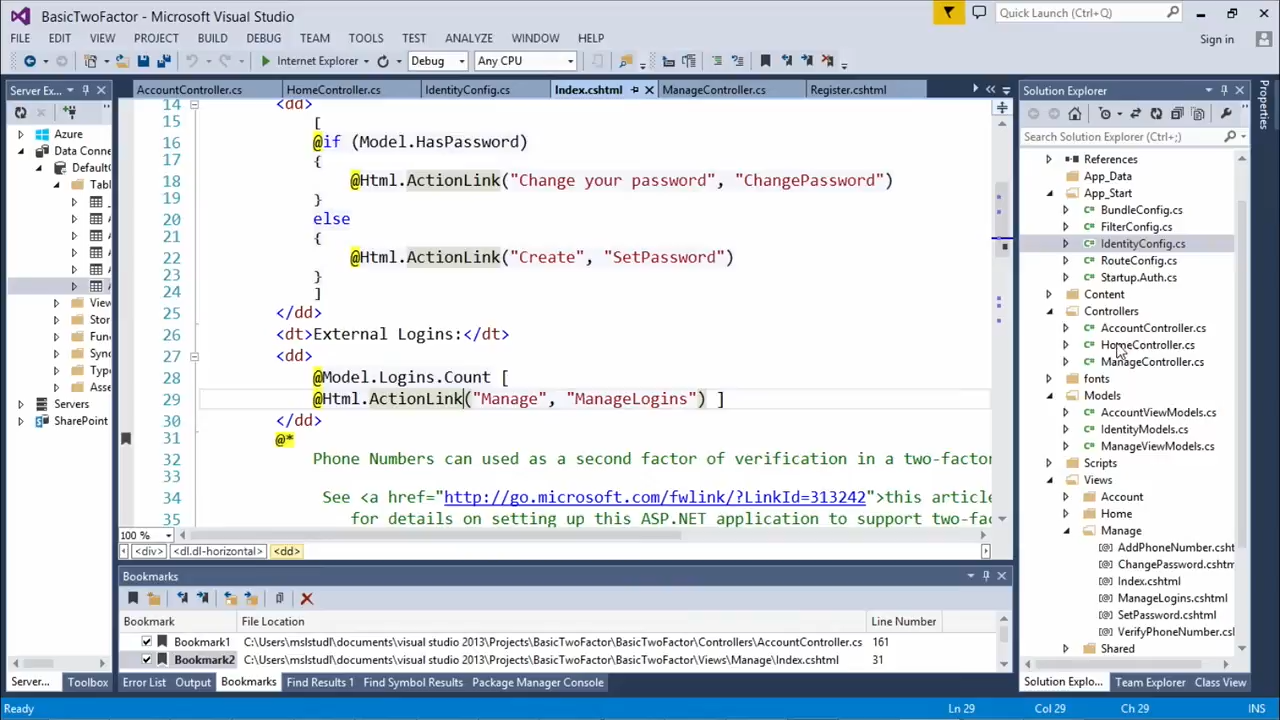 BasicTwoFactor - Microsoft Visual Studio
Quick Launch (Ctrl+Q)
FILE EDIT VIEW PROJECT BUILD DEBUG TEAM TOOLS TEST ANALYZE WINDOW HELP
Sign in
Internet Explorer Debug Any CPU
Server Ex...
Azure
Data Conne
Default
Tabl
View
Stor
Func
Syn
Type
Asse
Servers
SharePoint
Server...
Toolbox
AccountController.cs HomeController.cs IdentityConfig.cs Index.cshtml ManageController.cs Register.cshtml
14 <dd>
15 [
16 @if (Model.HasPassword)
17 {
18 @Html.ActionLink("Change your password", "ChangePassword")
19 }
20 else
21 {
22 @Html.ActionLink("Create", "SetPassword")
23 }
24 ]
25 </dd>
26 <dt>External Logins:</dt>
27 <dd>
28 @Model.Logins.Count [
29 @Html.ActionLink("Manage", "ManageLogins") ]
30 </dd>
31 @*
32 Phone Numbers can used as a second factor of verification in a two-factor
33
34 See <a href="http://go.microsoft.com/fwlink/?LinkId=313242">this article
35 for details on setting up this ASP.NET application to support two-fac
100 %
<div> <dl.dl-horizontal> <dd>
Bookmarks
Bookmark File Location Line Number
Bookmark1 C:\Users\mslstudl\documents\visual studio 2013\Projects\BasicTwoFactor\BasicTwoFactor\Controllers\AccountController.cs 161
Bookmark2 C:\Users\mslstudl\documents\visual studio 2013\Projects\BasicTwoFactor\BasicTwoFactor\Views\Manage\Index.cshtml 31
Error List Output Bookmarks Find Results 1 Find Symbol Results Package Manager Console
Solution Explorer
Search Solution Explorer (Ctrl+;)
References
App_Data
App_Start
BundleConfig.cs
FilterConfig.cs
IdentityConfig.cs
RouteConfig.cs
Startup.Auth.cs
Content
Controllers
AccountController.cs
HomeController.cs
ManageController.cs
fonts
Models
AccountViewModels.cs
IdentityModels.cs
ManageViewModels.cs
Scripts
Views
Account
Home
Manage
AddPhoneNumber.csht
ChangePassword.cshtm
Index.cshtml
ManageLogins.cshtml
SetPassword.cshtml
VerifyPhoneNumber.csht
Shared
Solution Explo... Team Explorer Class View
Properties
Ready
Ln 29 Col 29 Ch 29 INS